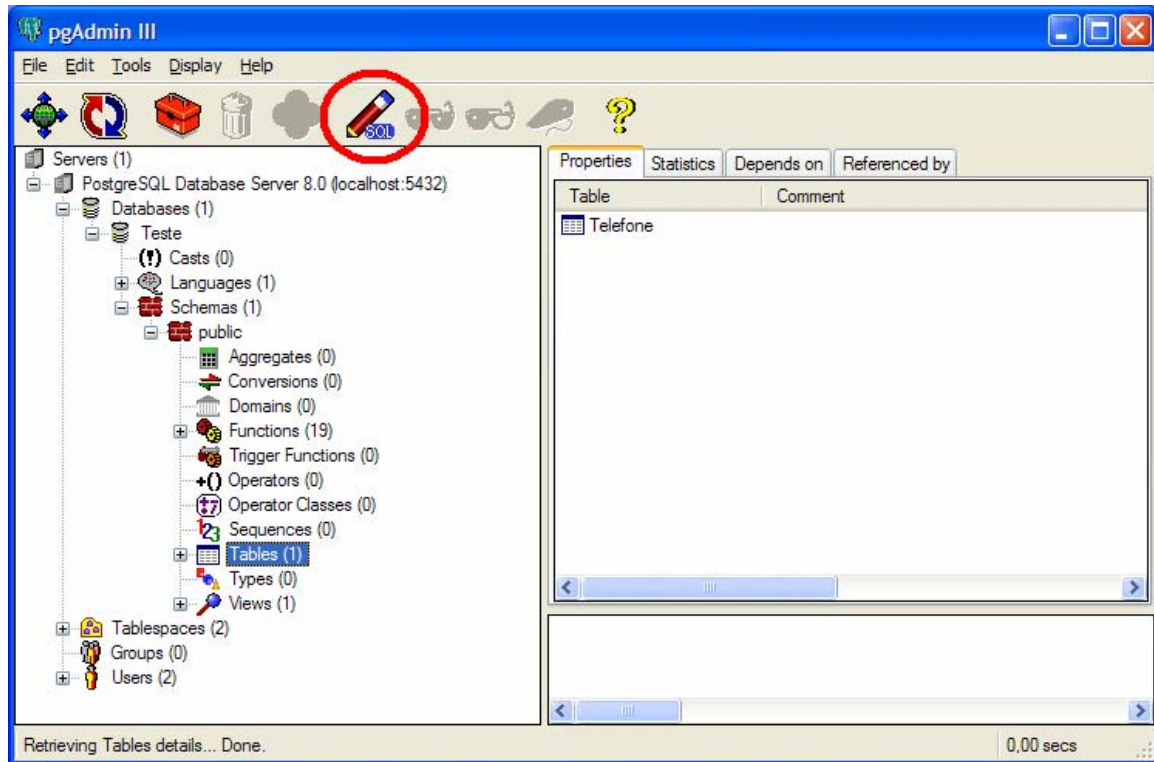 pgAdmin III
File Edit Tools Display Help
SQL
Servers (1)
PostgreSQL Database Server 8.0 (localhost:5432)
Databases (1)
Teste
(!) Casts (0)
Languages (1)
Schemas (1)
public
Aggregates (0)
Conversions (0)
Domains (0)
Functions (19)
Trigger Functions (0)
+() Operators (0)
Operator Classes (0)
123 Sequences (0)
Tables (1)
Types (0)
Views (1)
Tablespaces (2)
Groups (0)
Users (2)
Properties Statistics Depends on Referenced by
Table Comment
Telefone
Retrieving Tables details... Done. 0,00 secs